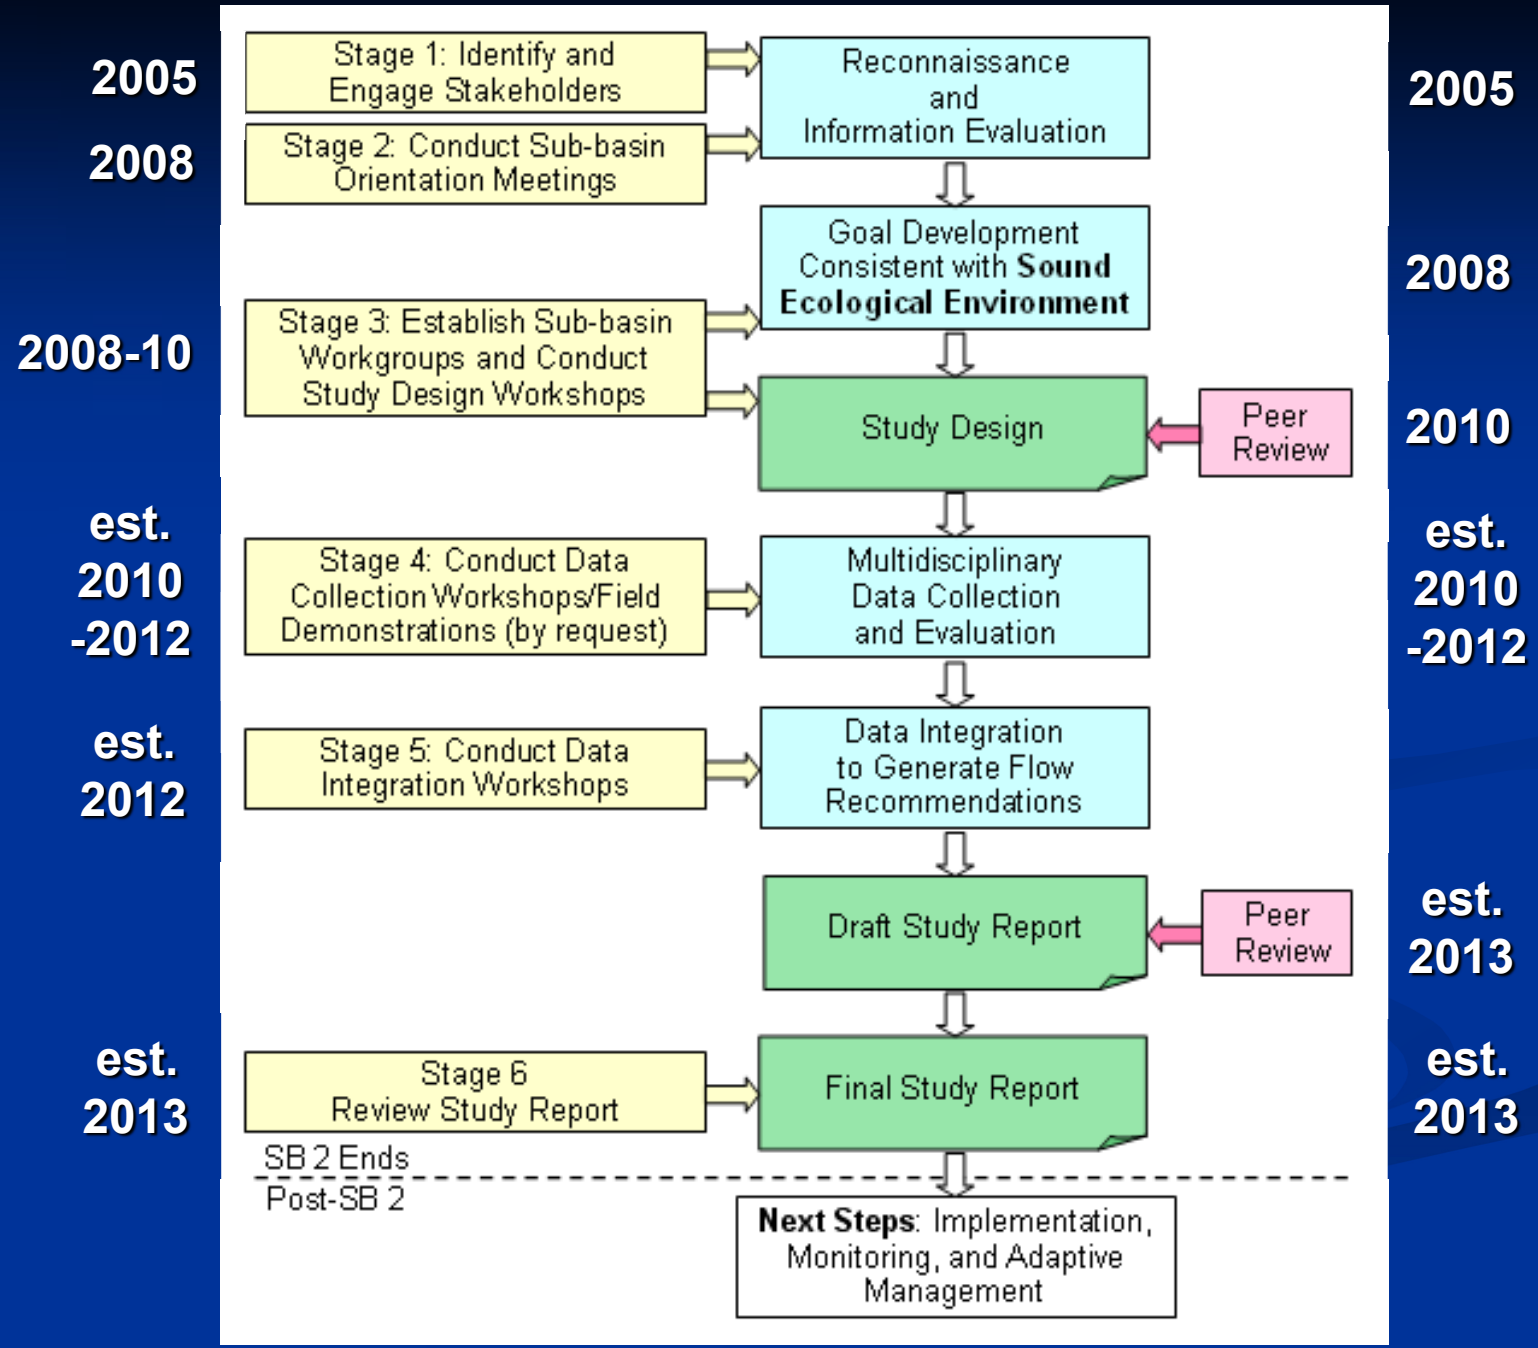 2005
Stage 1: Identify and
Engage Stakeholders
Reconnaissance
and
Information Evaluation
2005
2008
Stage 2: Conduct Sub-basin
Orientation Meetings
Goal Development
Consistent with Sound
Ecological Environment
2008
2008-10
Stage 3: Establish Sub-basin
Workgroups and Conduct
Study Design Workshops
Study Design
Peer
Review
2010
est.
2010
-2012
Stage 4: Conduct Data
Collection Workshops/Field
Demonstrations (by request)
Multidisciplinary
Data Collection
and Evaluation
est.
2010
-2012
est.
2012
Stage 5: Conduct Data
Integration Workshops
Data Integration
to Generate Flow
Recommendations
Draft Study Report
Peer
Review
est.
2013
est.
2013
Stage 6
Review Study Report
Final Study Report
est.
2013
SB 2 Ends
Post-SB 2
Next Steps: Implementation,
Monitoring, and Adaptive
Management